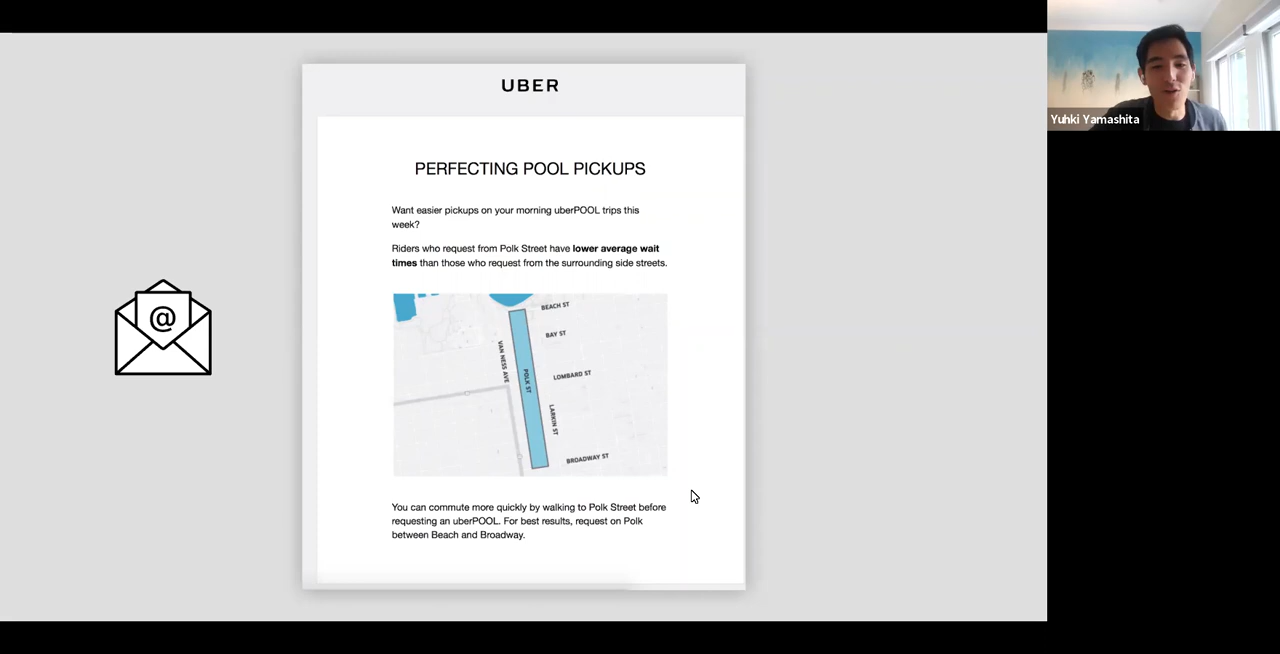 UBER
PERFECTING POOL PICKUPS
Want easier pickups on your morning uberPOOL trips this
week?
Riders who request from Polk Street have lower average wait
times than those who request from the surrounding side streets.
BEACH ST
BAY ST
VAN NESS AVE
POLK ST
LOMBARD ST
LARKIN ST
BROADWAY ST
You can commute more quickly by walking to Polk Street before
requesting an uberPOOL. For best results, request on Polk
between Beach and Broadway.
@
Yuhki Yamashita